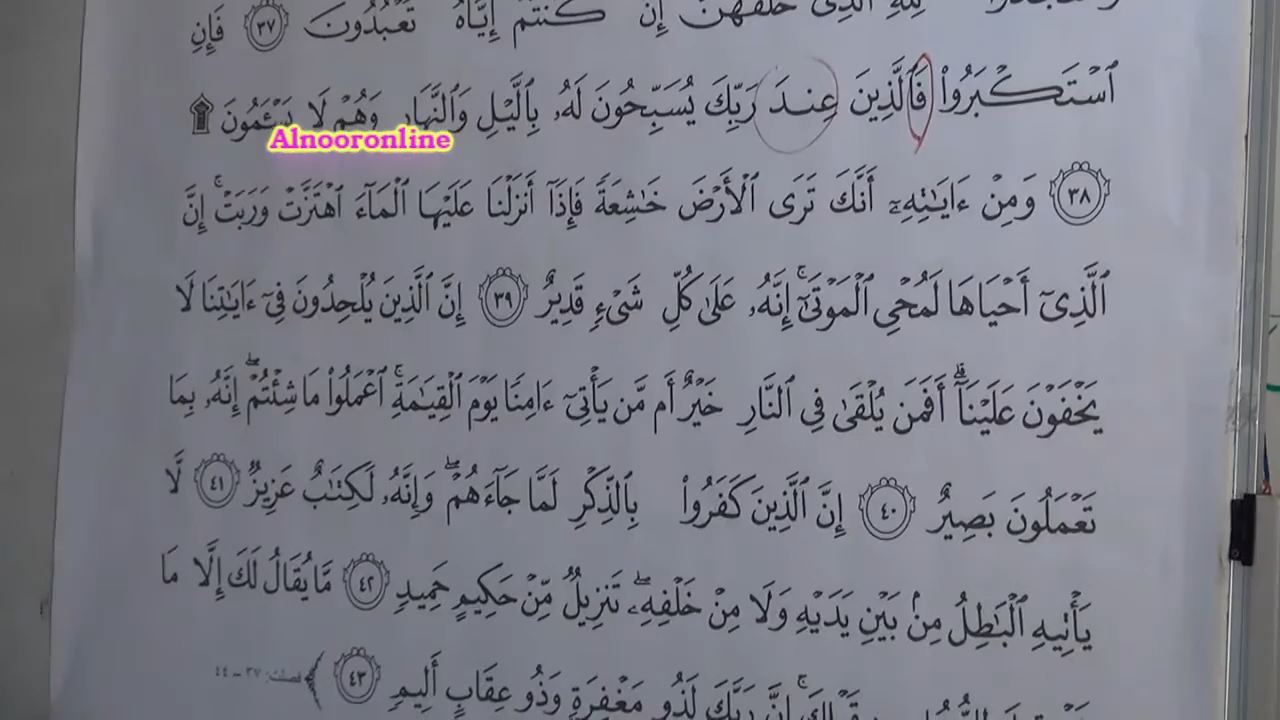 لِلَّهِ ٱلَّذِى خَلَقَهُنَّ إِن كُنتُمْ إِيَّاهُ تَعْبُدُونَ ٣٧ فَإِنِ
ٱسْتَكْبَرُوا۟ فَٱلَّذِينَ عِندَ رَبِّكَ يُسَبِّحُونَ لَهُۥ بِٱلَّيْلِ وَٱلنَّهَارِ وَهُمْ لَا يَسْـَٔمُونَ ۩
Alnooronline
٣٨ وَمِنْ ءَايَـٰتِهِۦٓ أَنَّكَ تَرَى ٱلْأَرْضَ خَـٰشِعَةً فَإِذَآ أَنزَلْنَا عَلَيْهَا ٱلْمَآءَ ٱهْتَزَّتْ وَرَبَتْ ۚ إِنَّ
ٱلَّذِىٓ أَحْيَاهَا لَمُحْىِ ٱلْمَوْتَىٰٓ ۚ إِنَّهُۥ عَلَىٰ كُلِّ شَىْءٍ قَدِيرٌ ٣٩ إِنَّ ٱلَّذِينَ يُلْحِدُونَ فِىٓ ءَايَـٰتِنَا لَا
يَخْفَوْنَ عَلَيْنَآ ۗ أَفَمَن يُلْقَىٰ فِى ٱلنَّارِ خَيْرٌ أَم مَّن يَأْتِىٓ ءَامِنًا يَوْمَ ٱلْقِيَـٰمَةِ ۚ ٱعْمَلُوا۟ مَا شِئْتُمْ ۖ إِنَّهُۥ بِمَا
تَعْمَلُونَ بَصِيرٌ ٤٠ إِنَّ ٱلَّذِينَ كَفَرُوا۟ بِٱلذِّكْرِ لَمَّا جَآءَهُمْ ۖ وَإِنَّهُۥ لَكِتَـٰبٌ عَزِيزٌ ٤١ لَّا
يَأْتِيهِ ٱلْبَـٰطِلُ مِنۢ بَيْنِ يَدَيْهِ وَلَا مِنْ خَلْفِهِۦ ۖ تَنزِيلٌ مِّنْ حَكِيمٍ حَمِيدٍ ٤٢ مَّا يُقَالُ لَكَ إِلَّا مَا
إِنَّ رَبَّكَ لَذُو مَغْفِرَةٍ وَذُو عِقَابٍ أَلِيمٍ ٤٣ ﴾ فصلت: ٣٧ – ٤٤